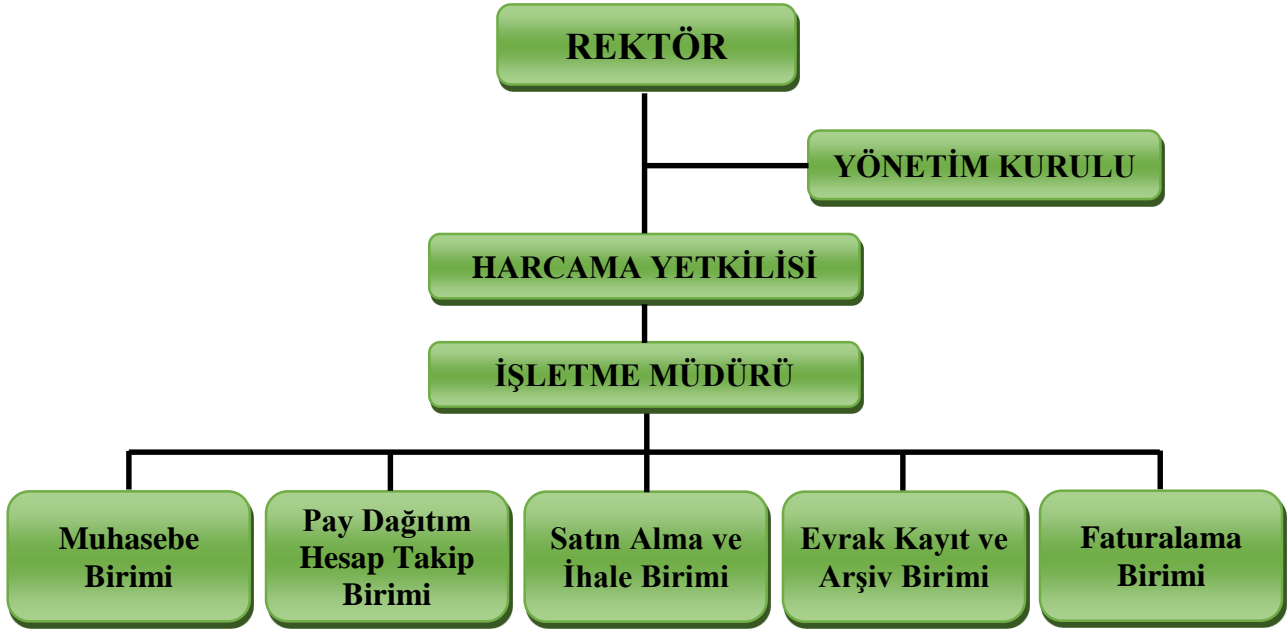 REKTÖR
YÖNETİM KURULU
HARCAMA YETKİLİSİ
İŞLETME MÜDÜRÜ
Muhasebe
Birimi
Pay Dağıtım
Hesap Takip
Birimi
Satın Alma ve
İhale Birimi
Evrak Kayıt ve
Arşiv Birimi
Faturalama
Birimi